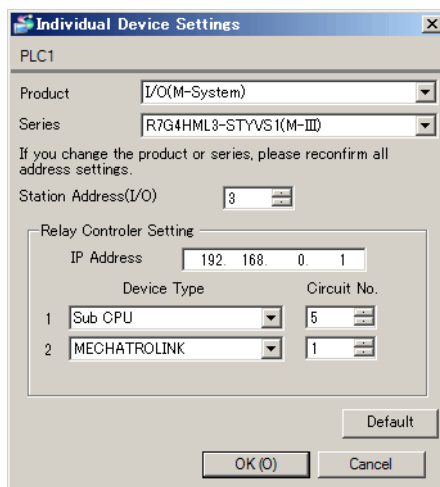 Individual Device Settings
PLC1
Product I/O(M-System)
Series R7G4HML3-STYVS1(M-Ⅲ)
If you change the product or series, please reconfirm all
address settings.
Station Address(I/O) 3
Relay Controler Setting
IP Address 192. 168. 0. 1
Device Type Circuit No.
1 Sub CPU 5
2 MECHATROLINK 1
Default
OK (O) Cancel